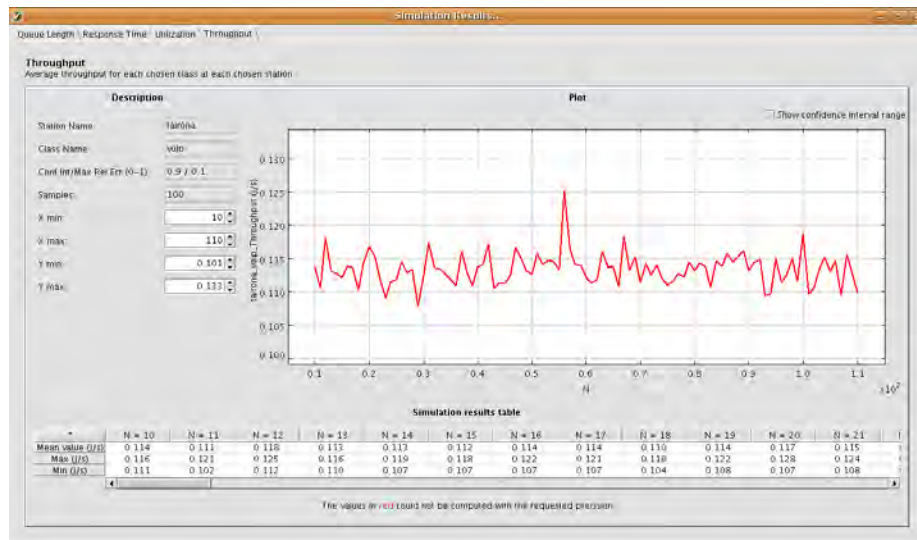 Simulation Results...
Queue Length Response Time Utilization Throughput
Throughput
Average throughput for each chosen class at each chosen station
Description
Plot
Show confidence interval range
Station Name: tairona
Class Name:
Conf.Int/Max Rel.Err (0-1): 0.9 / 0.1
Samples: 100
X min: 10
X max: 110
Y min: 0.101
Y max: 0.133
0.130
0.125
0.120
0.115
0.110
0.105
0.100
0.1 0.2 0.3 0.4 0.5 0.6 0.7 0.8 0.9 1.0 1.1
N
x10²
Simulation results table
* N = 10 N = 11 N = 12 N = 13 N = 14 N = 15 N = 16 N = 17 N = 18 N = 19 N = 20 N = 21
Mean value (j/s) 0.114 0.111 0.118 0.113 0.113 0.112 0.114 0.114 0.110 0.114 0.117 0.115
Max (j/s) 0.116 0.121 0.125 0.116 0.119 0.118 0.122 0.121 0.118 0.122 0.128 0.124
Min (j/s) 0.111 0.102 0.112 0.110 0.107 0.107 0.107 0.107 0.104 0.108 0.107 0.108
The values in red could not be computed with the requested precision